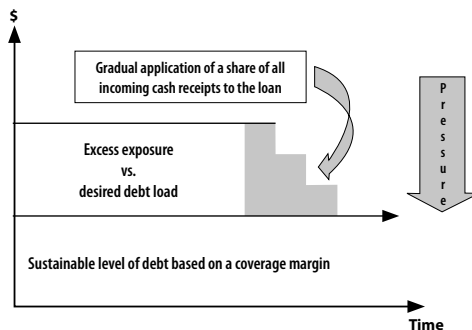 $
Gradual application of a share of all
incoming cash receipts to the loan
Excess exposure
vs.
desired debt load
P
r
e
s
s
u
r
e
Sustainable level of debt based on a coverage margin
Time